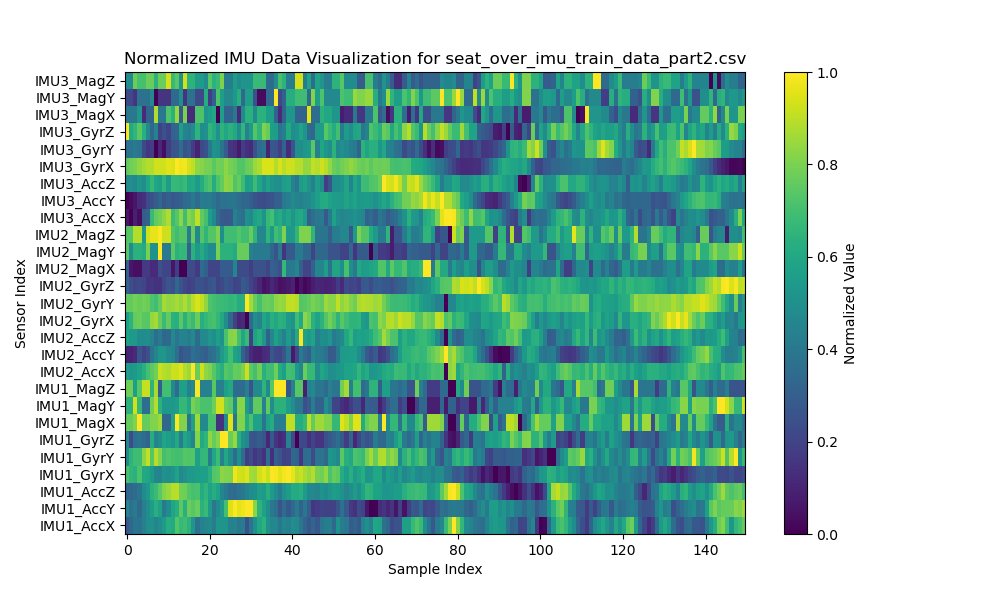 Normalized IMU Data Visualization for seat_over_imu_train_data_part2.csv
IMU3_MagZ
IMU3_MagY
IMU3_MagX
IMU3_GyrZ
IMU3_GyrY
IMU3_GyrX
IMU3_AccZ
IMU3_AccY
IMU3_AccX
IMU2_MagZ
IMU2_MagY
IMU2_MagX
IMU2_GyrZ
IMU2_GyrY
IMU2_GyrX
IMU2_AccZ
IMU2_AccY
IMU2_AccX
IMU1_MagZ
IMU1_MagY
IMU1_MagX
IMU1_GyrZ
IMU1_GyrY
IMU1_GyrX
IMU1_AccZ
IMU1_AccY
IMU1_AccX
Sensor Index
0 20 40 60 80 100 120 140
Sample Index
1.0
0.8
0.6
0.4
0.2
0.0
Normalized Value